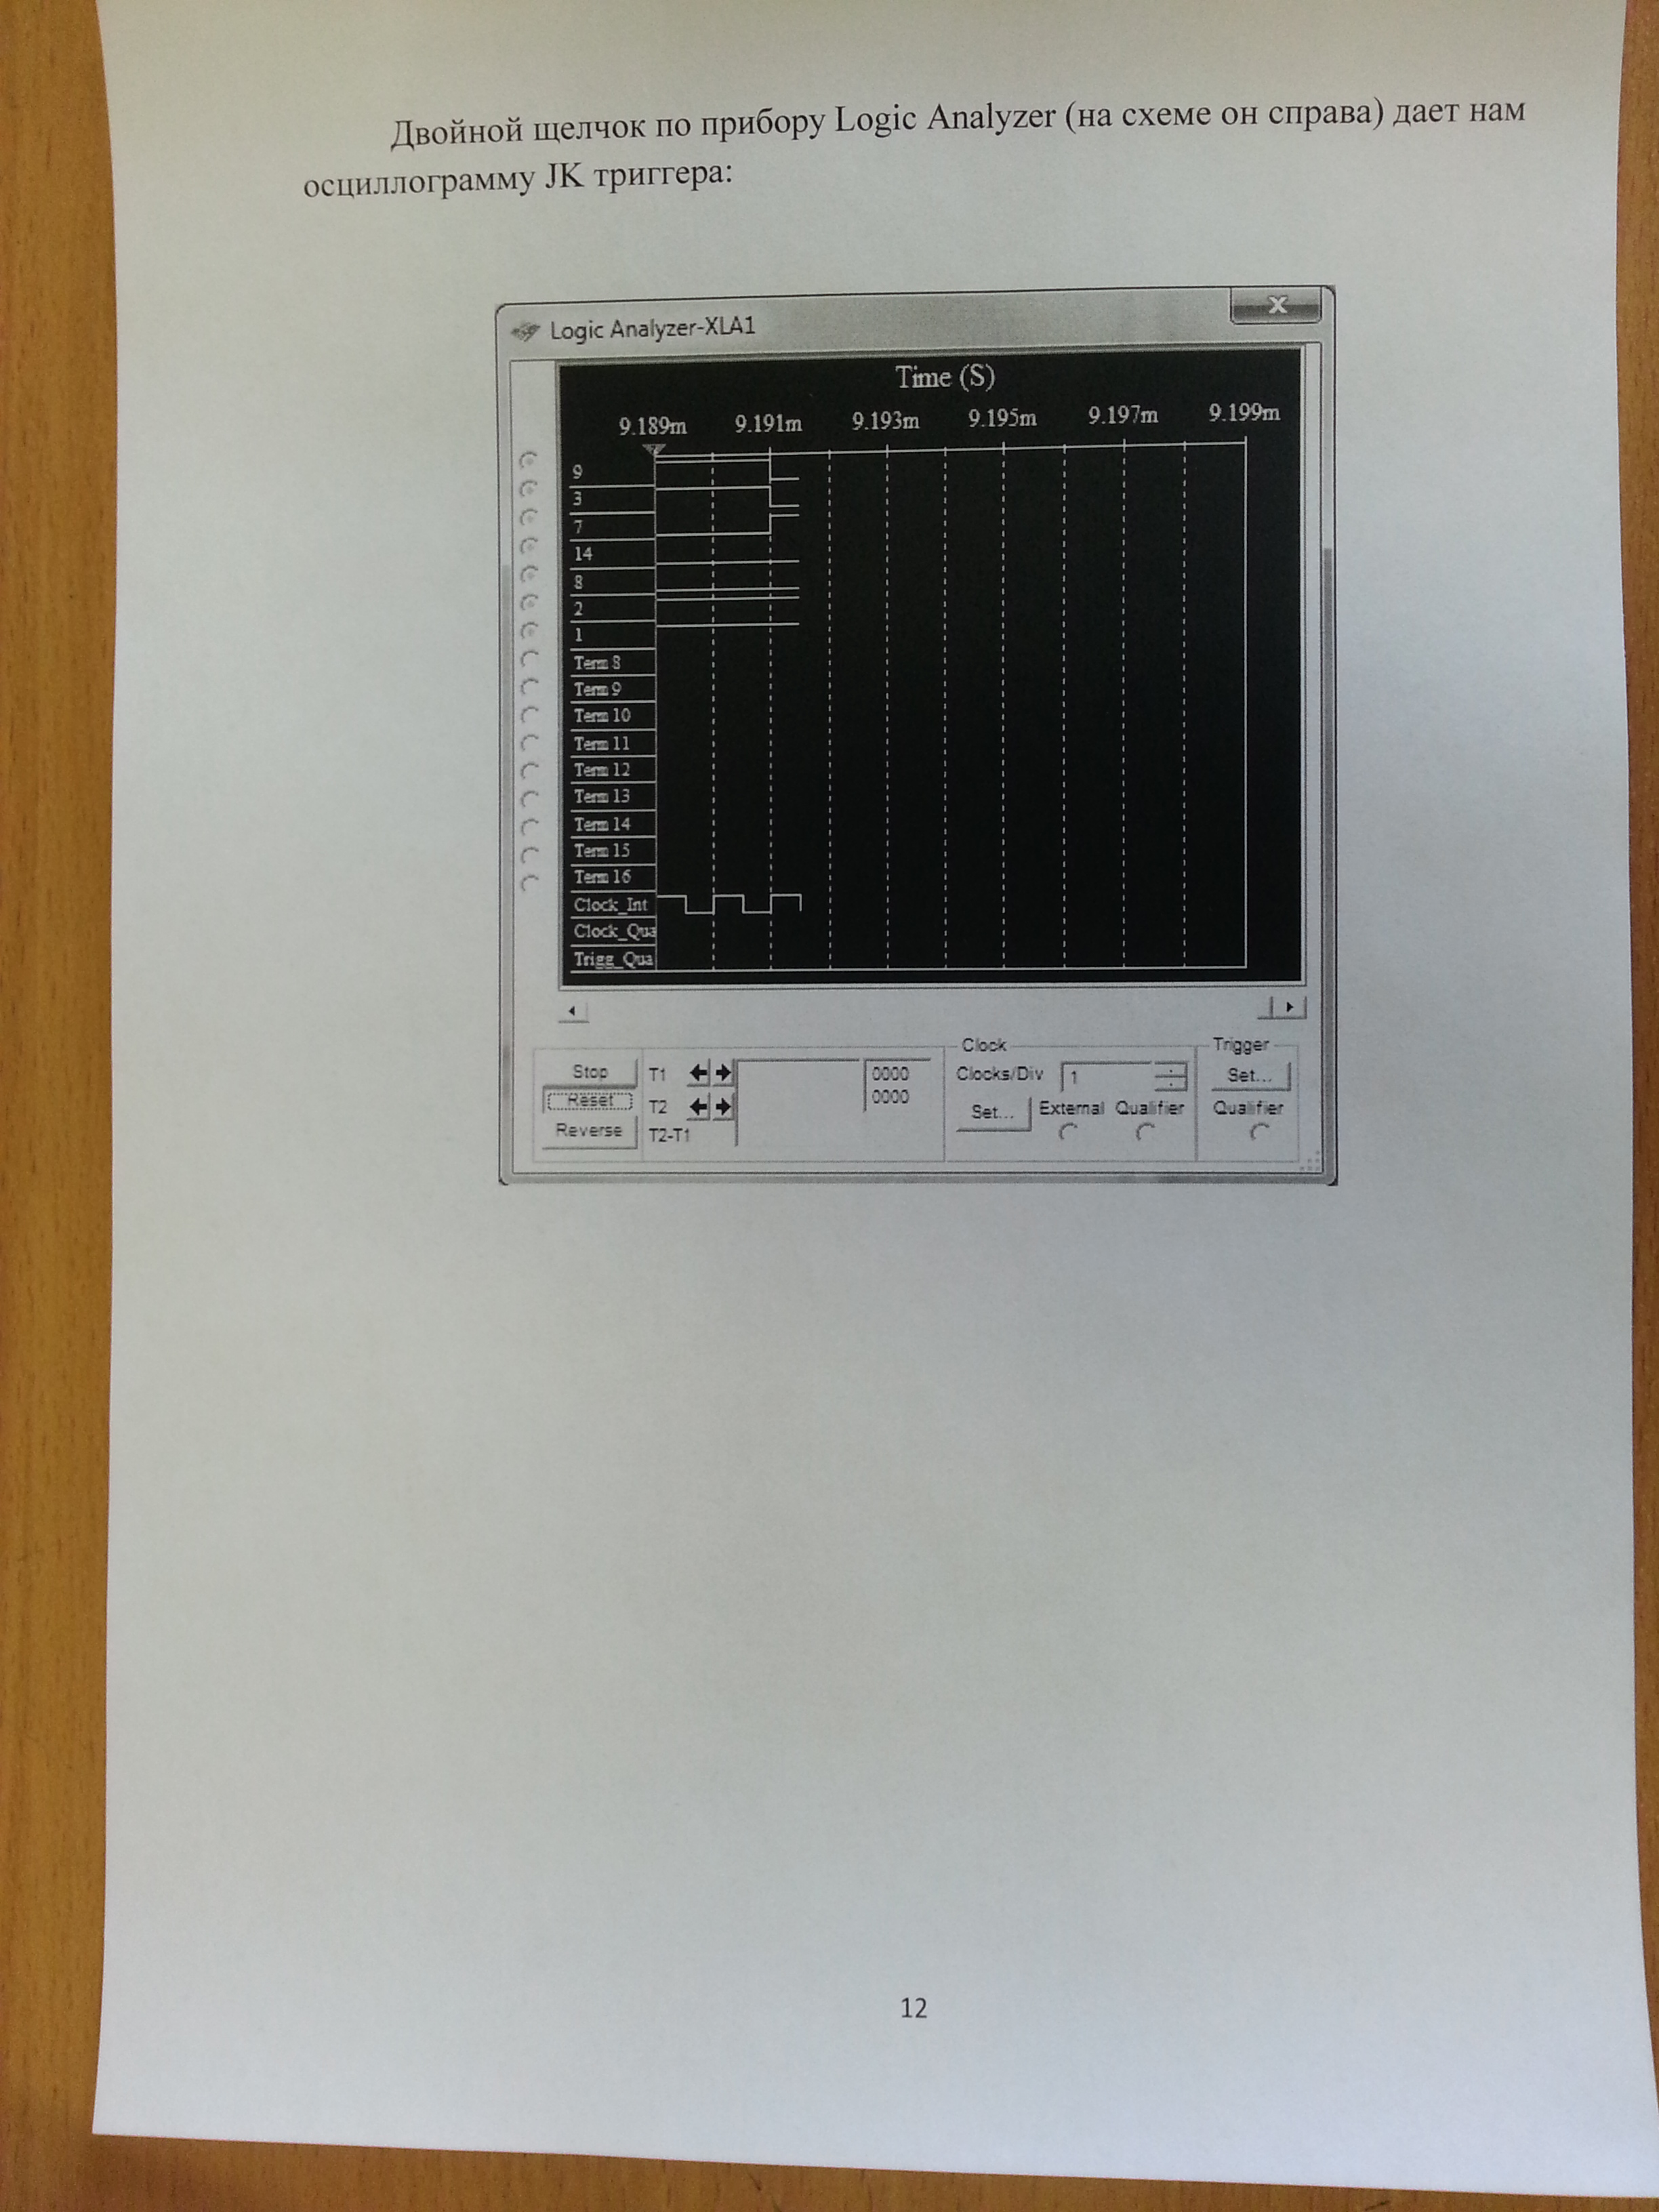 Двойной щелчок по прибору Logic Analyzer (на схеме он справа) дает нам
осциллограмму JK триггера:
Logic Analyzer-XLA1
X
Time (S)
9.189m 9.191m 9.193m 9.195m 9.197m 9.199m
9
3
7
14
8
2
1
Term 8
Term 9
Term 10
Term 11
Term 12
Term 13
Term 14
Term 15
Term 16
Clock_Int
Clock_Qua
Trigg_Qua
Clock Trigger
Stop T1 0000 Clocks/Div 1 Set...
Reset T2 0000 Set... External Qualifier Qualifier
Reverse T2-T1
12